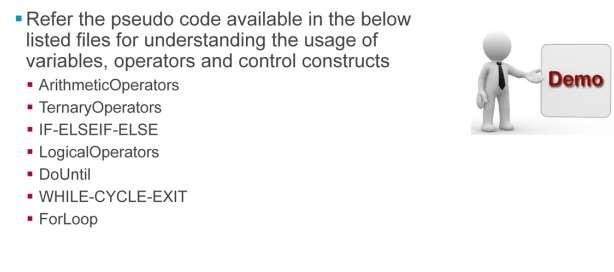 Refer the pseudo code available in the below
listed files for understanding the usage of
variables, operators and control constructs
ArithmeticOperators
TernaryOperators
IF-ELSEIF-ELSE
LogicalOperators
DoUntil
WHILE-CYCLE-EXIT
ForLoop
Demo